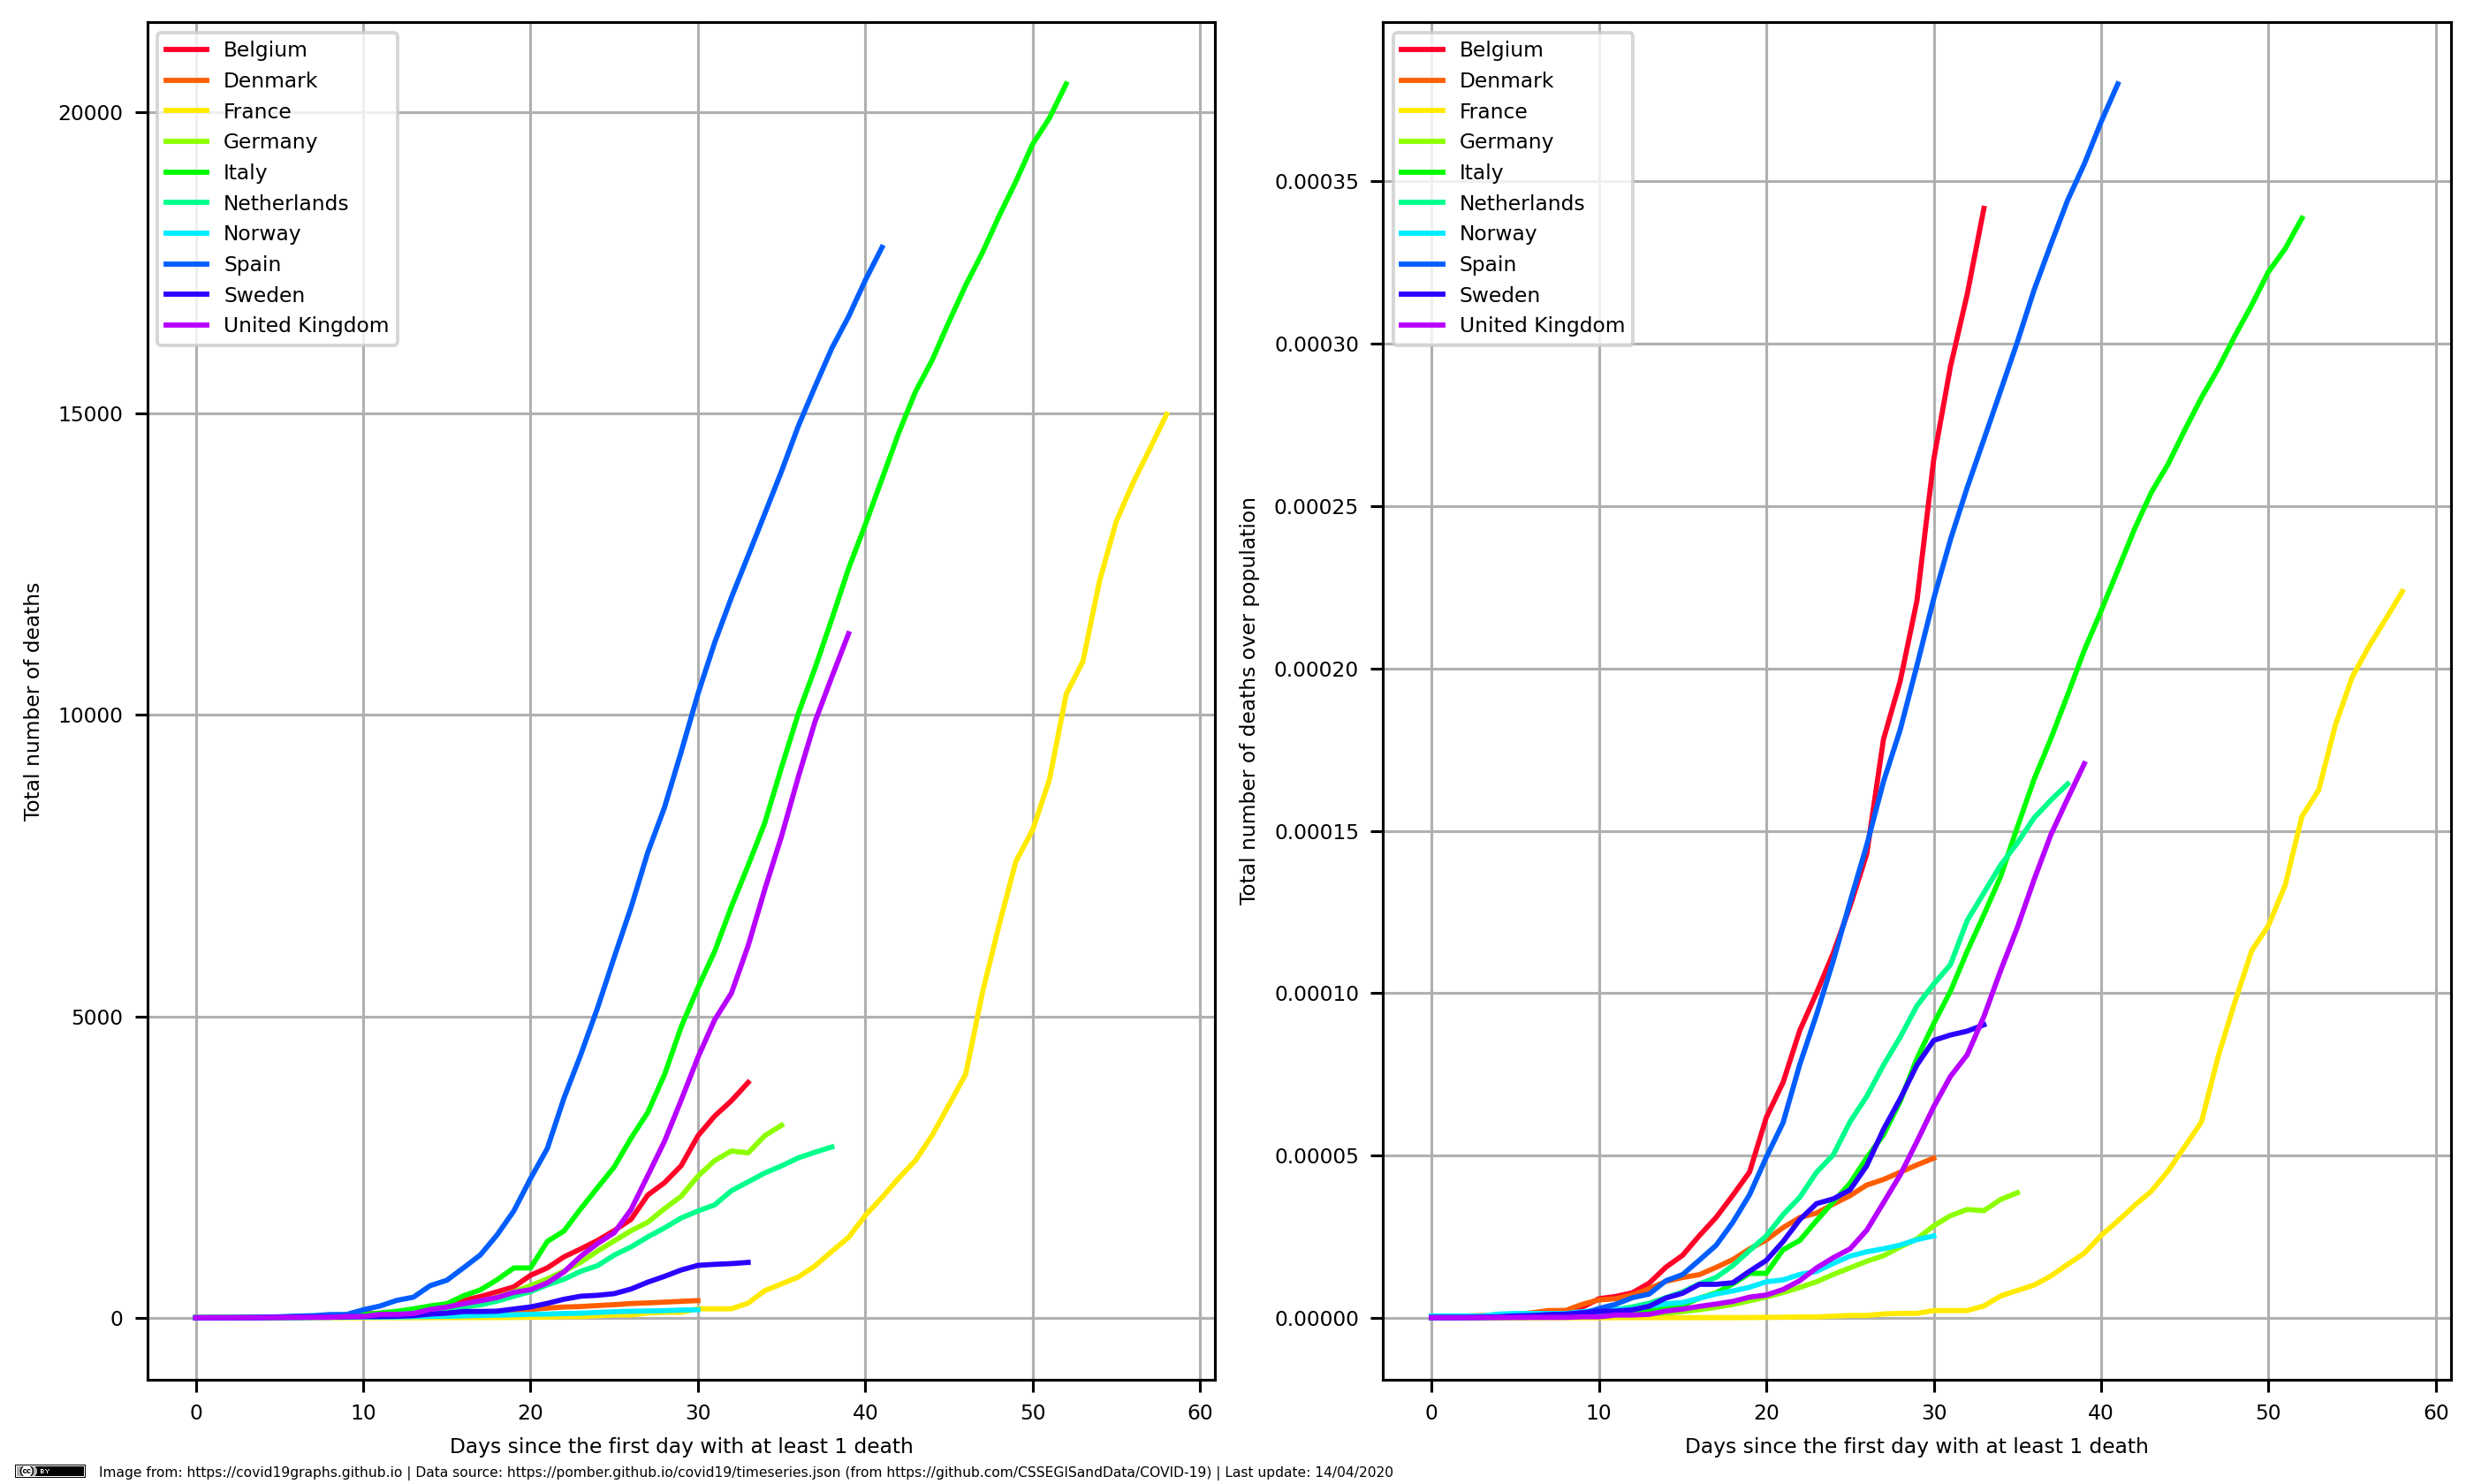 Belgium
Denmark
France
Germany
Italy
Netherlands
Norway
Spain
Sweden
United Kingdom
20000
15000
10000
5000
0
Total number of deaths
0 10 20 30 40 50 60
Days since the first day with at least 1 death
Belgium
Denmark
France
Germany
Italy
Netherlands
Norway
Spain
Sweden
United Kingdom
0.00035
0.00030
0.00025
0.00020
0.00015
0.00010
0.00005
0.00000
Total number of deaths over population
0 10 20 30 40 50 60
Days since the first day with at least 1 death
(cc) BY
Image from: https://covid19graphs.github.io | Data source: https://pomber.github.io/covid19/timeseries.json (from https://github.com/CSSEGISandData/COVID-19) | Last update: 14/04/2020